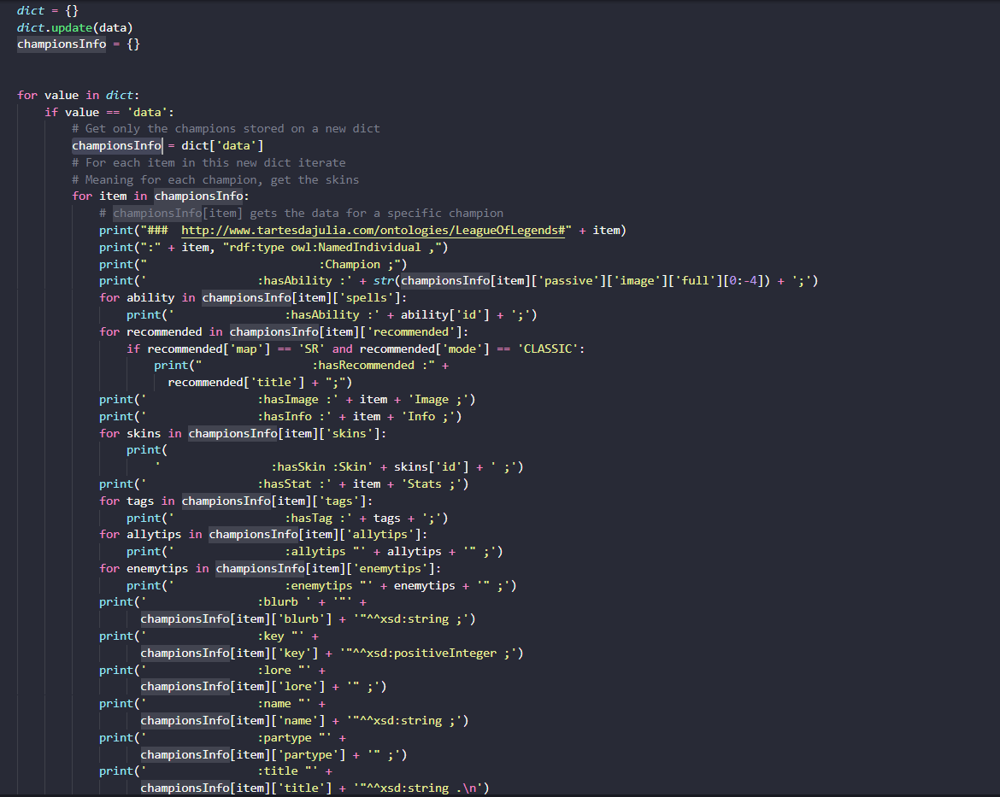 dict = {}
dict.update(data)
championsInfo = {}
for value in dict:
    if value == 'data':
        # Get only the champions stored on a new dict
        championsInfo = dict['data']
        # For each item in this new dict iterate
        # Meaning for each champion, get the skins
        for item in championsInfo:
            # championsInfo[item] gets the data for a specific champion
            print("###  http://www.tartesdajulia.com/ontologies/LeagueOfLegends#" + item)
            print(":" + item, "rdf:type owl:NamedIndividual ,")
            print("                         :Champion ;")
            print('                :hasAbility :' + str(championsInfo[item]['passive']['image']['full'][0:-4]) + ';')
            for ability in championsInfo[item]['spells']:
                print('                :hasAbility :' + ability['id'] + ';')
            for recommended in championsInfo[item]['recommended']:
                if recommended['map'] == 'SR' and recommended['mode'] == 'CLASSIC':
                    print("                :hasRecommended :" +
                      recommended['title'] + ";")
            print('                :hasImage :' + item + 'Image ;')
            print('                :hasInfo :' + item + 'Info ;')
            for skins in championsInfo[item]['skins']:
                print(
                    '                :hasSkin :Skin' + skins['id'] + ' ;')
            print('                :hasStat :' + item + 'Stats ;')
            for tags in championsInfo[item]['tags']:
                print('                :hasTag :' + tags + ';')
            for allytips in championsInfo[item]['allytips']:
                print('                :allytips "' + allytips + '" ;')
            for enemytips in championsInfo[item]['enemytips']:
                print('                :enemytips "' + enemytips + '" ;')
            print('                :blurb ' + '"' +
                  championsInfo[item]['blurb'] + '"^^xsd:string ;')
            print('                :key "' +
                  championsInfo[item]['key'] + '"^^xsd:positiveInteger ;')
            print('                :lore "' +
                  championsInfo[item]['lore'] + '" ;')
            print('                :name "' +
                  championsInfo[item]['name'] + '"^^xsd:string ;')
            print('                :partype "' +
                  championsInfo[item]['partype'] + '" ;')
            print('                :title "' +
                  championsInfo[item]['title'] + '"^^xsd:string .\n')